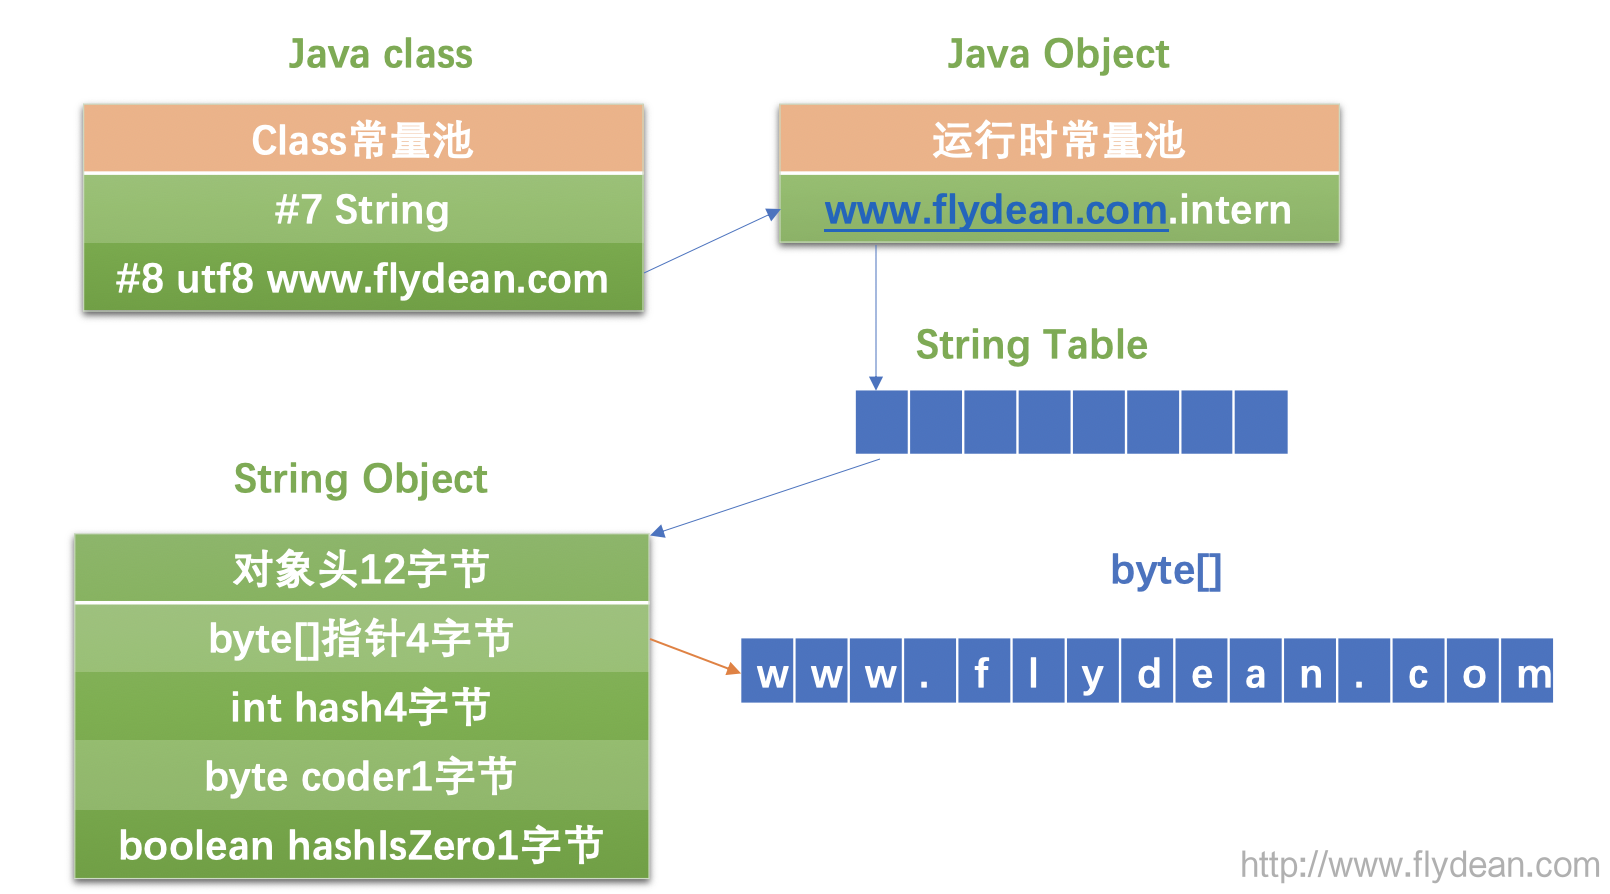 Java class
Class常量池
#7 String
#8 utf8 www.flydean.com
Java Object
运行时常量池
www.flydean.com.intern
String Table
String Object
对象头12字节
byte[]指针4字节
int hash4字节
byte coder1字节
boolean hashIsZero1字节
byte[]
w w w . f l y d e a n . c o m
http://www.flydean.com